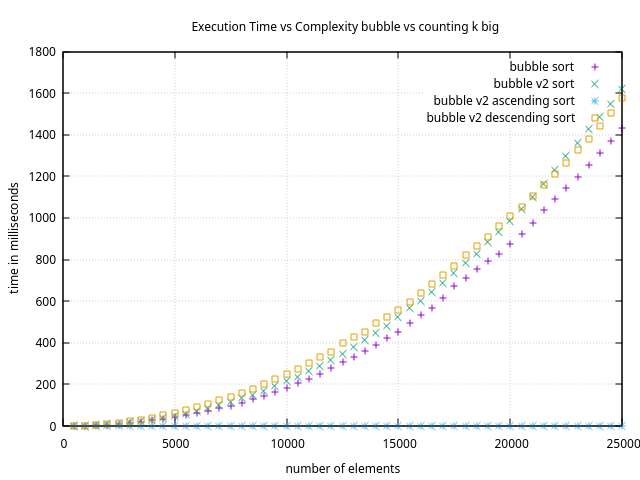 Execution Time vs Complexity bubble vs counting k big
1800
1600
1400
1200
1000
800
600
400
200
0
time in milliseconds
bubble sort
bubble v2 sort
bubble v2 ascending sort
bubble v2 descending sort
0 5000 10000 15000 20000 25000
number of elements